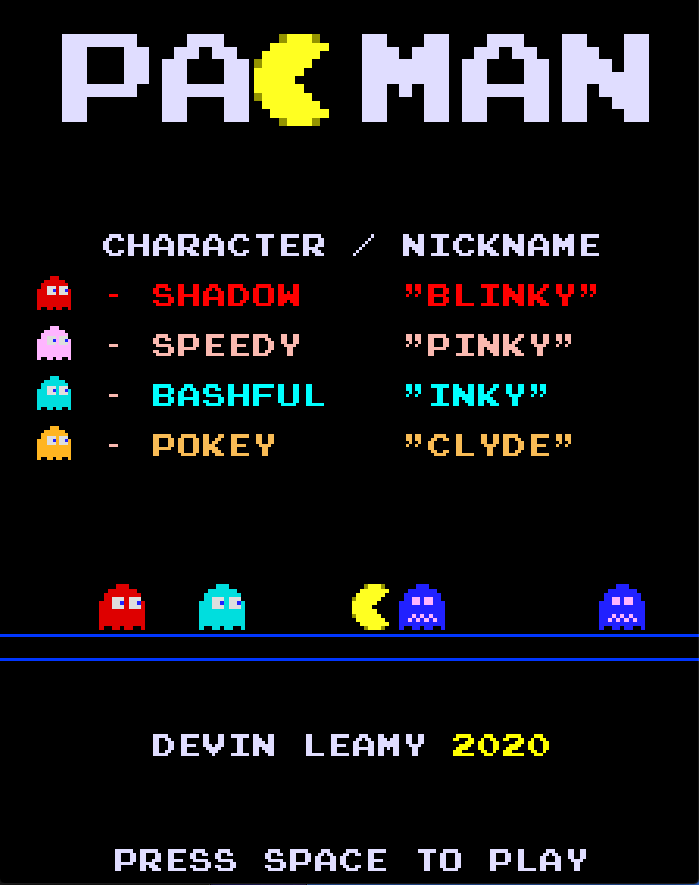 PACMAN
CHARACTER / NICKNAME
- SHADOW "BLINKY"
- SPEEDY "PINKY"
- BASHFUL "INKY"
- POKEY "CLYDE"
DEVIN LEAMY 2020
PRESS SPACE TO PLAY